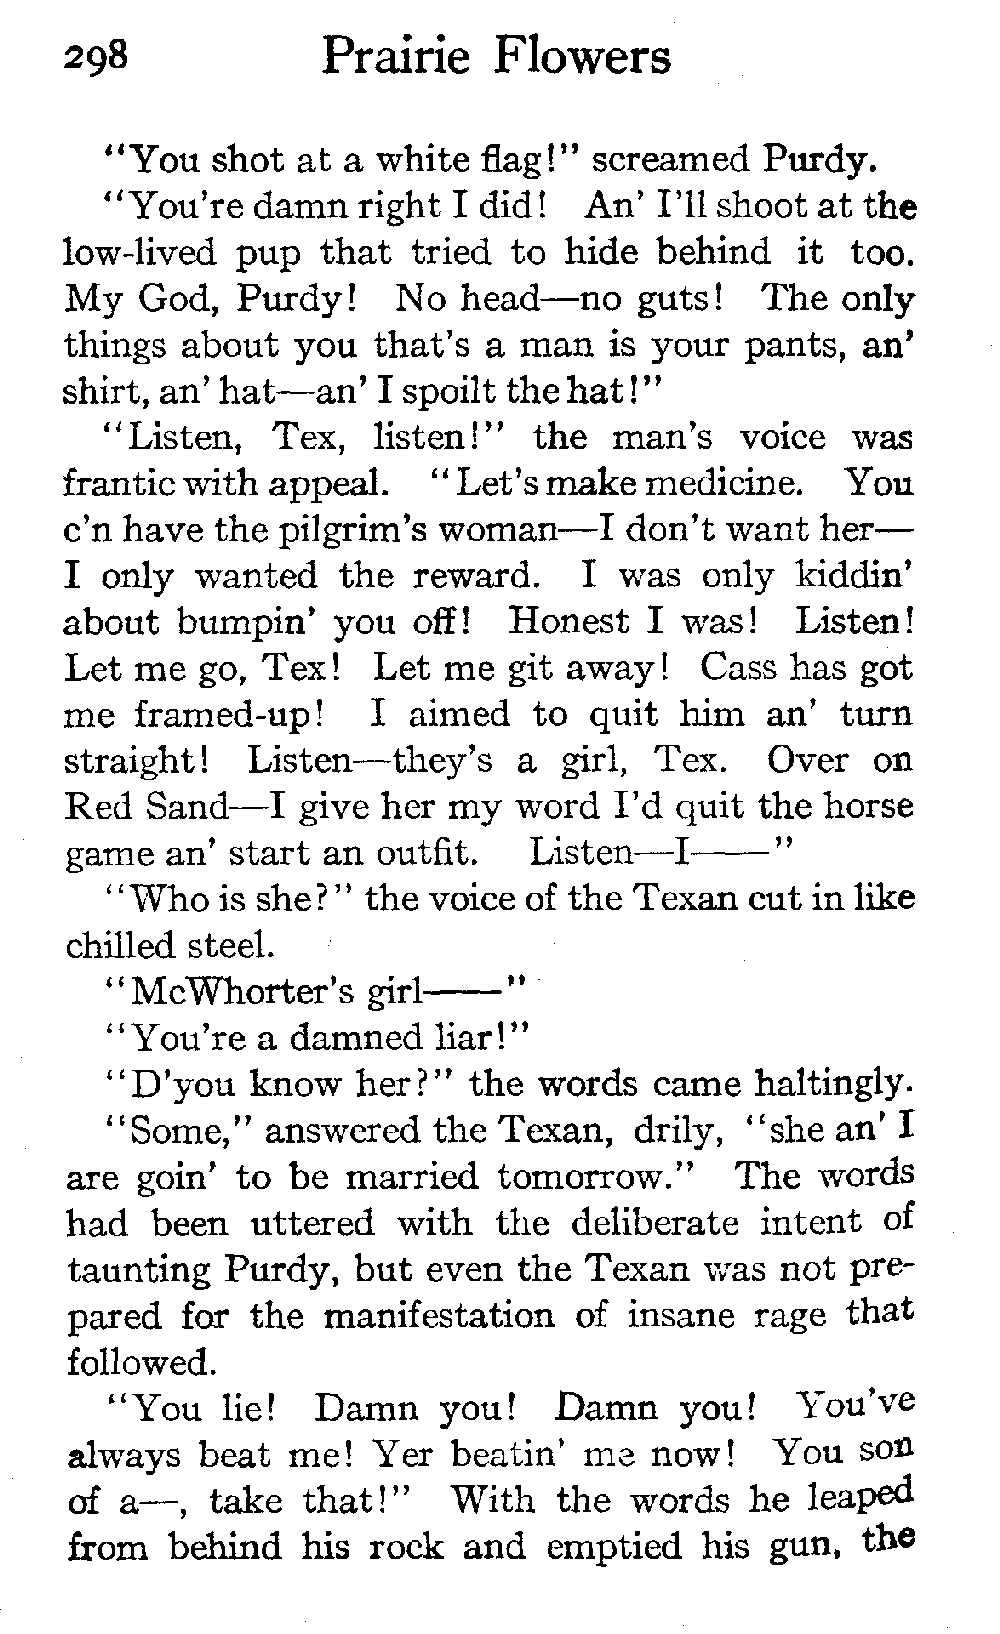 298 Prairie Flowers
"You shot at a white flag!" screamed Purdy.
"You're damn right I did! An' I'll shoot at the
low-lived pup that tried to hide behind it too.
My God, Purdy! No head—no guts! The only
things about you that's a man is your pants, an'
shirt, an' hat—an' I spoilt the hat!"
"Listen, Tex, listen!" the man's voice was
frantic with appeal. "Let's make medicine. You
c'n have the pilgrim's woman—I don't want her—
I only wanted the reward. I was only kiddin'
about bumpin' you off! Honest I was! Listen!
Let me go, Tex! Let me git away! Cass has got
me framed-up! I aimed to quit him an' turn
straight! Listen—they's a girl, Tex. Over on
Red Sand—I give her my word I'd quit the horse
game an' start an outfit. Listen—I——"
"Who is she?" the voice of the Texan cut in like
chilled steel.
"McWhorter's girl——"
"You're a damned liar!"
"D'you know her?" the words came haltingly.
"Some," answered the Texan, drily, "she an' I
are goin' to be married tomorrow." The words
had been uttered with the deliberate intent of
taunting Purdy, but even the Texan was not pre-
pared for the manifestation of insane rage that
followed.
"You lie! Damn you! Damn you! You've
always beat me! Yer beatin' me now! You son
of a—, take that!" With the words he leaped
from behind his rock and emptied his gun, the